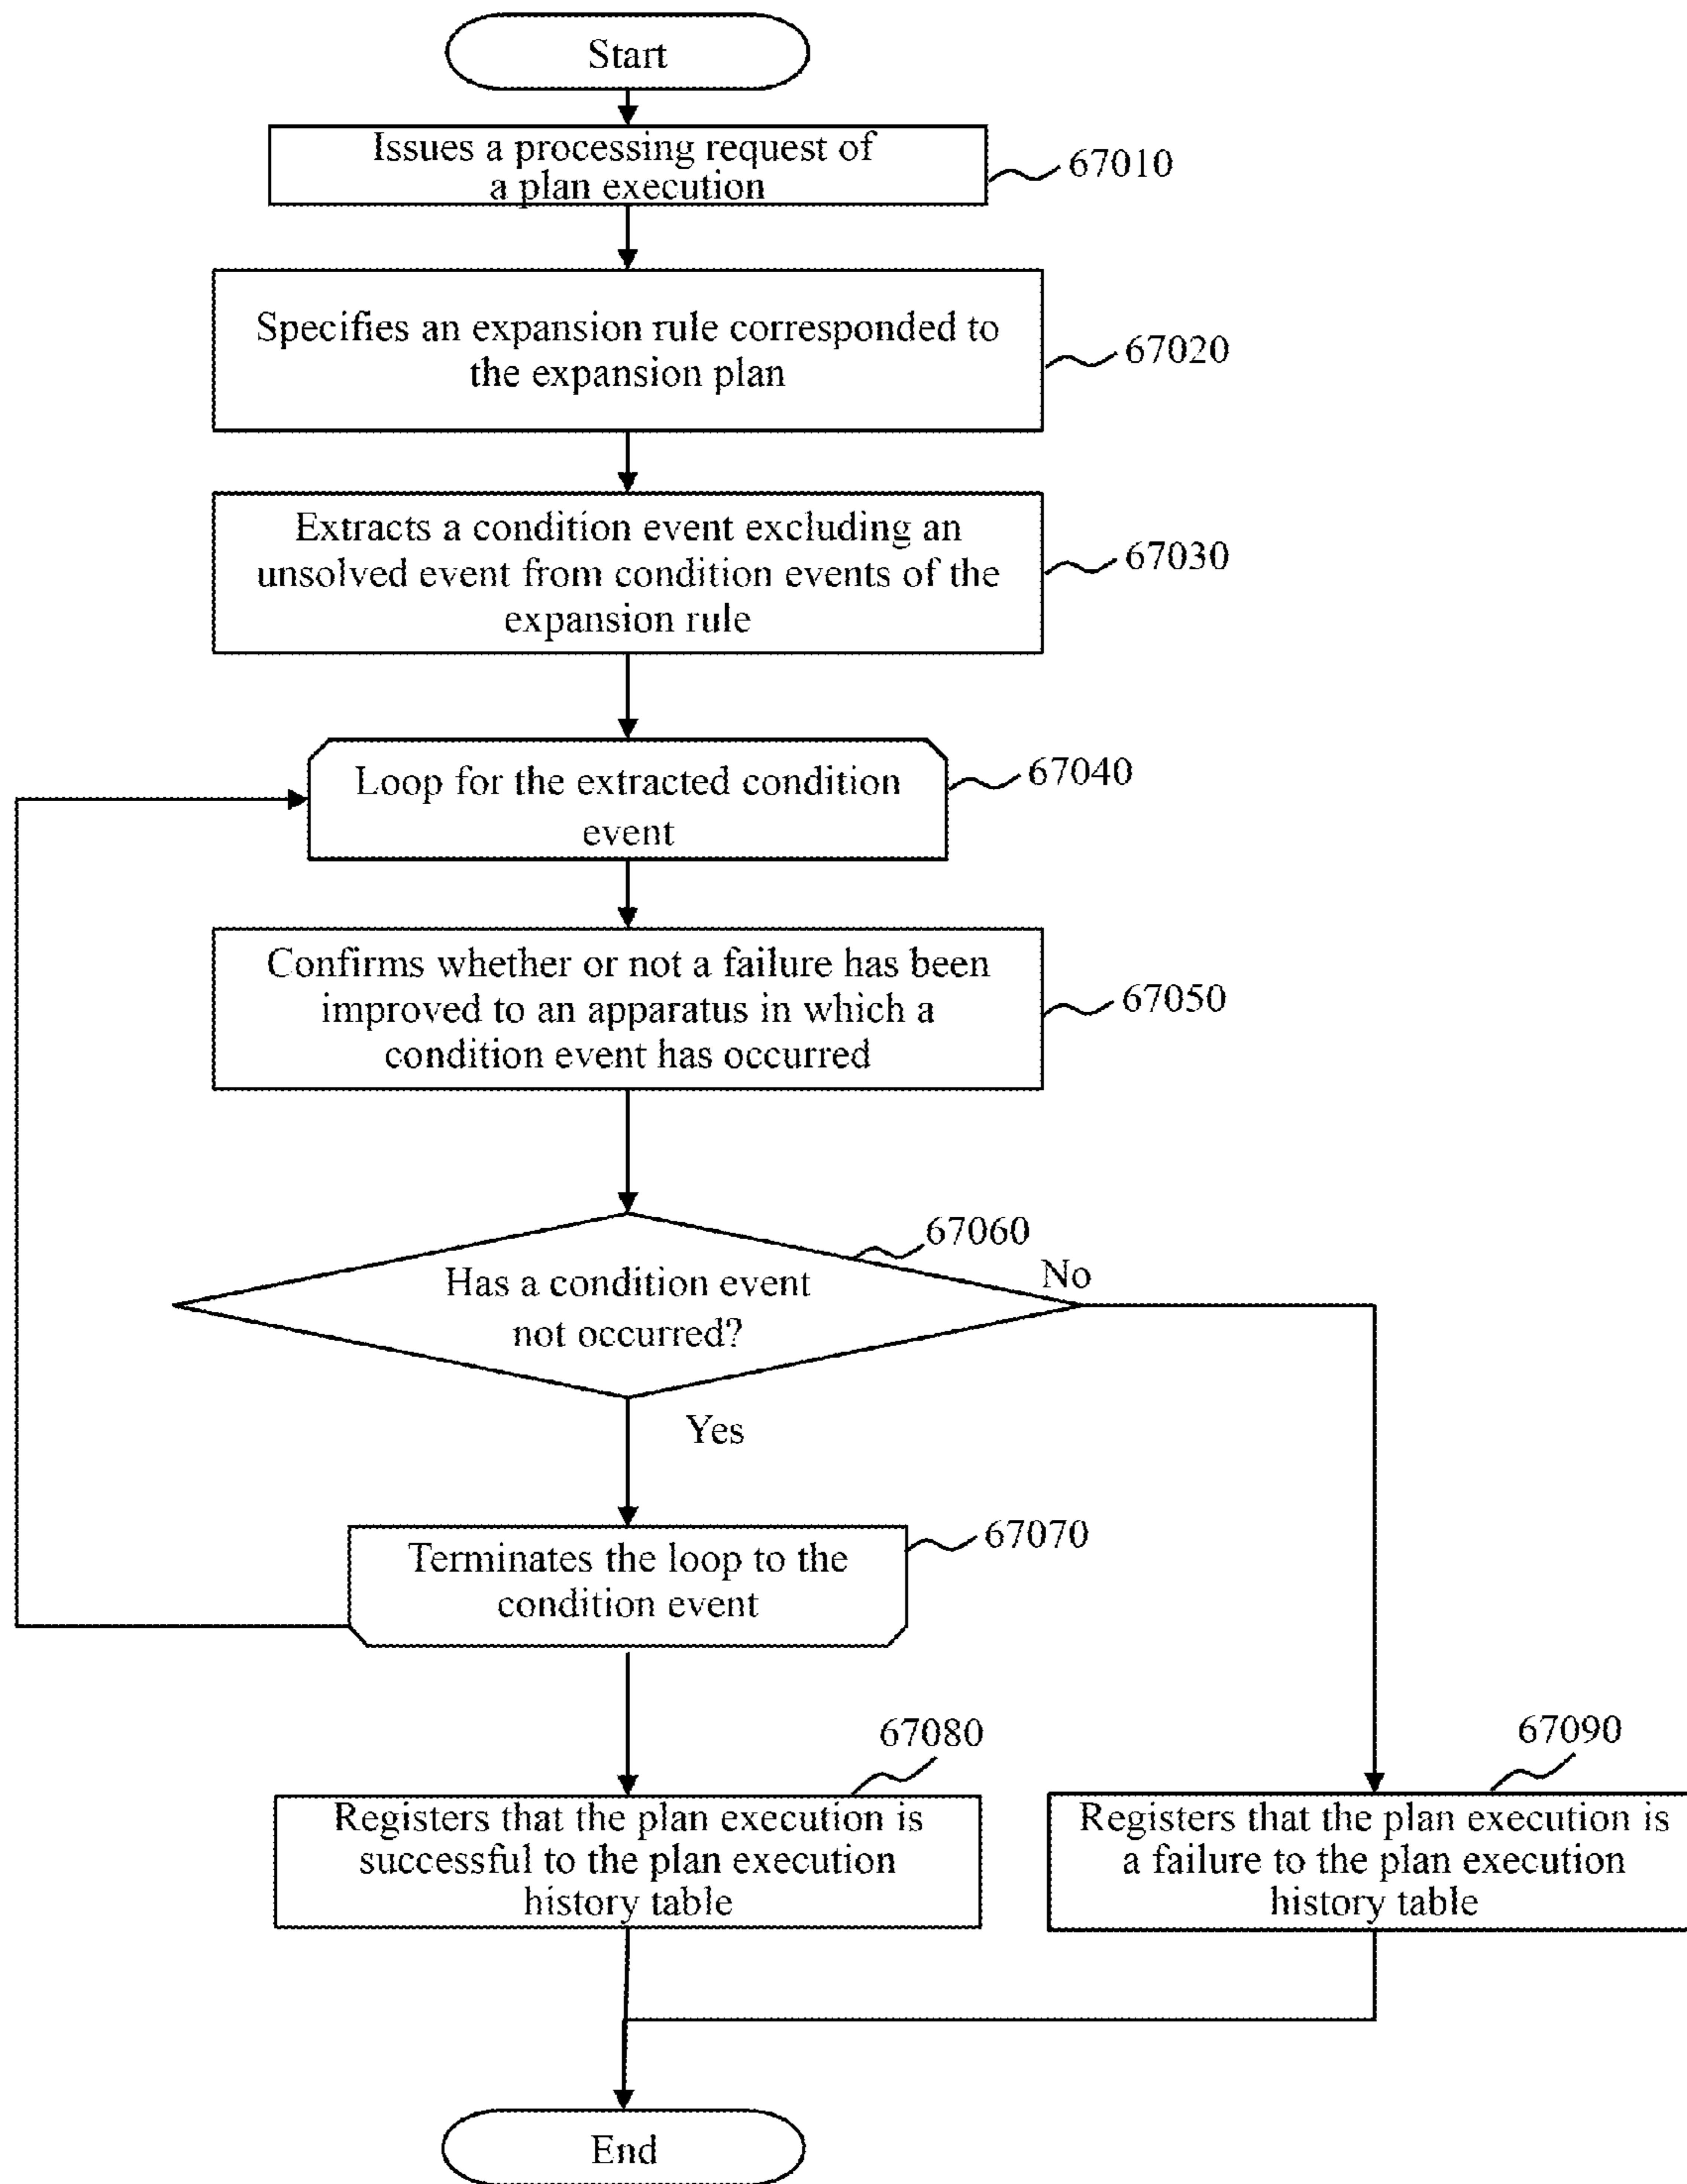 Start
Issues a processing request of
a plan execution
67010
Specifies an expansion rule corresponded to
the expansion plan
67020
Extracts a condition event excluding an
unsolved event from condition events of the
expansion rule
67030
Loop for the extracted condition
event
67040
Confirms whether or not a failure has been
improved to an apparatus in which a
condition event has occurred
67050
67060
Has a condition event
not occurred?
No
Yes
Terminates the loop to the
condition event
67070
67080
Registers that the plan execution is
successful to the plan execution
history table
67090
Registers that the plan execution is
a failure to the plan execution
history table
End